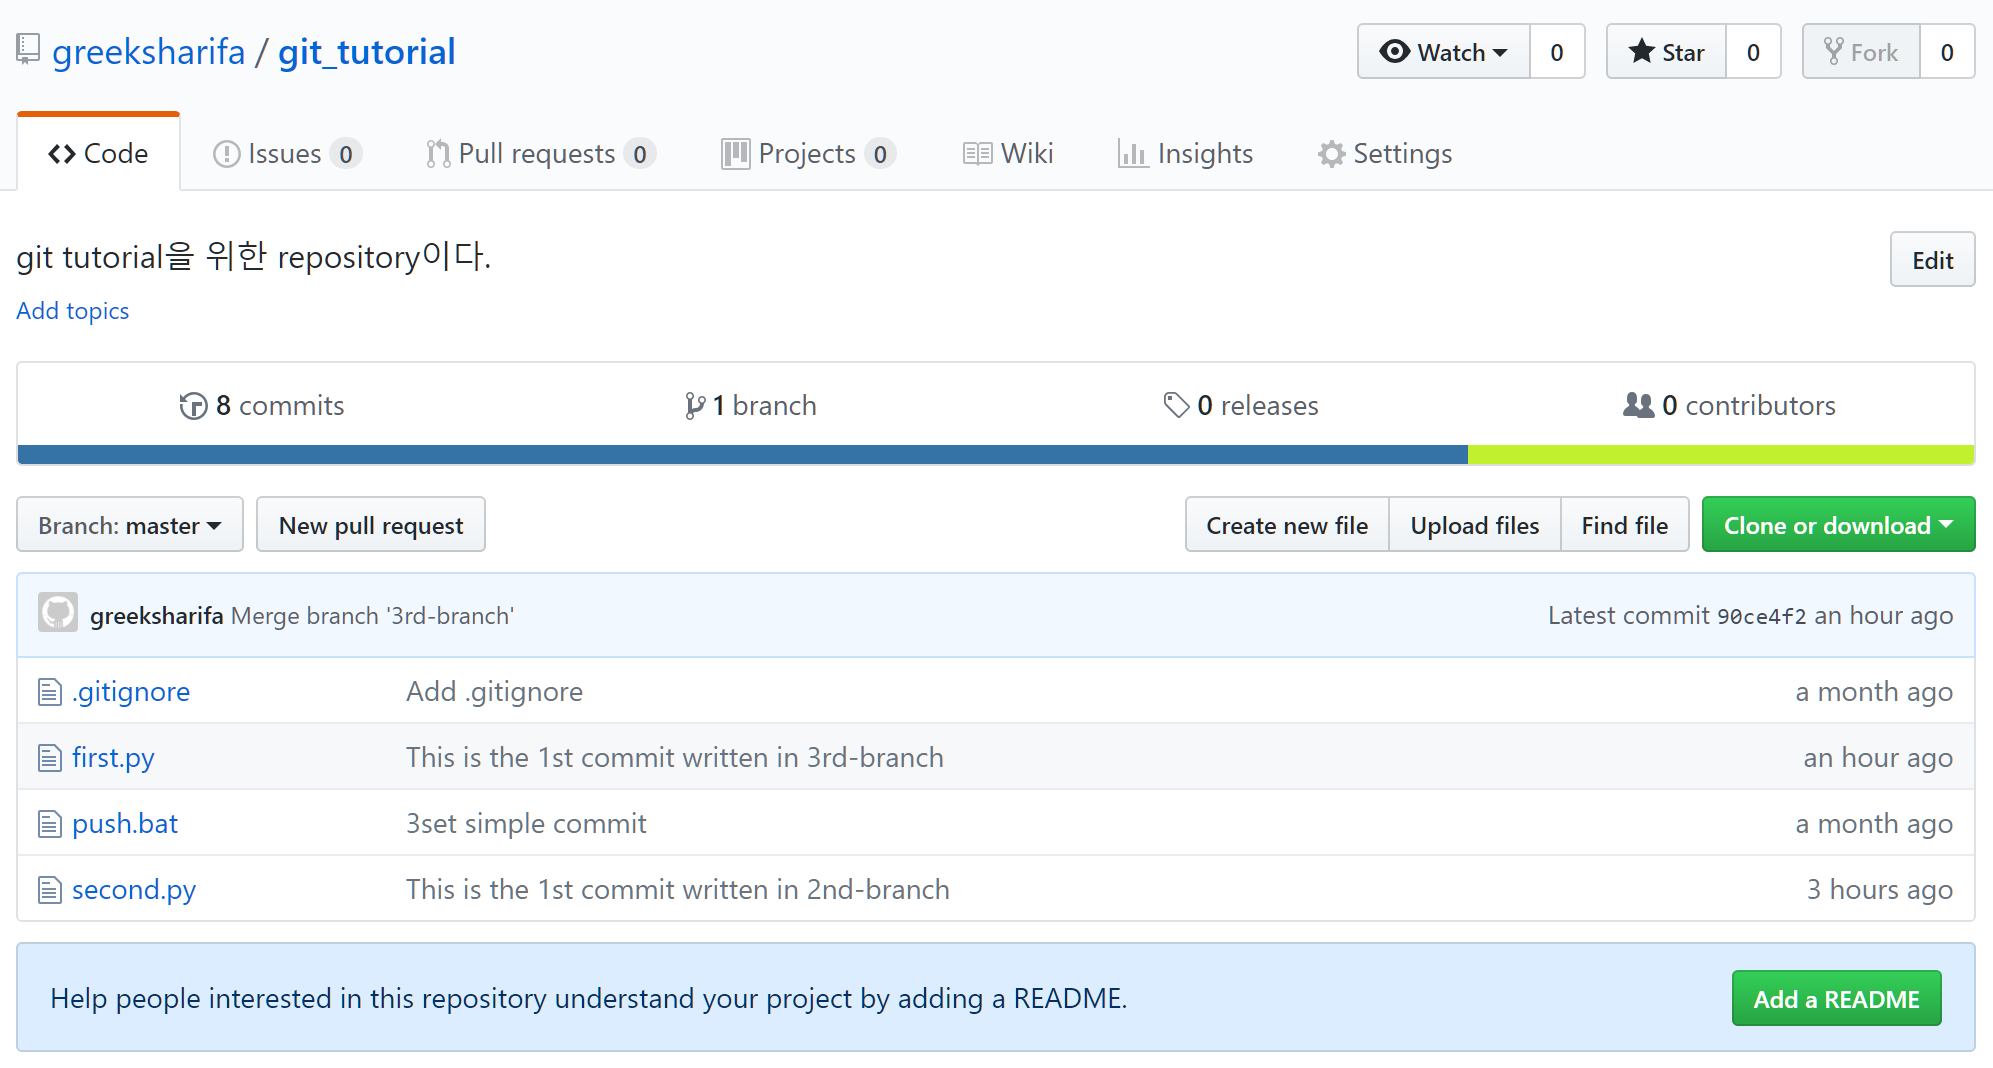 greeksharifa / git_tutorial
Watch 0 Star 0 Fork 0
Code Issues 0 Pull requests 0 Projects 0 Wiki Insights Settings
git tutorial을 위한 repository이다.
Edit
Add topics
8 commits 1 branch 0 releases 0 contributors
Branch: master New pull request Create new file Upload files Find file Clone or download
greeksharifa Merge branch '3rd-branch' Latest commit 90ce4f2 an hour ago
.gitignore Add .gitignore a month ago
first.py This is the 1st commit written in 3rd-branch an hour ago
push.bat 3set simple commit a month ago
second.py This is the 1st commit written in 2nd-branch 3 hours ago
Help people interested in this repository understand your project by adding a README. Add a README